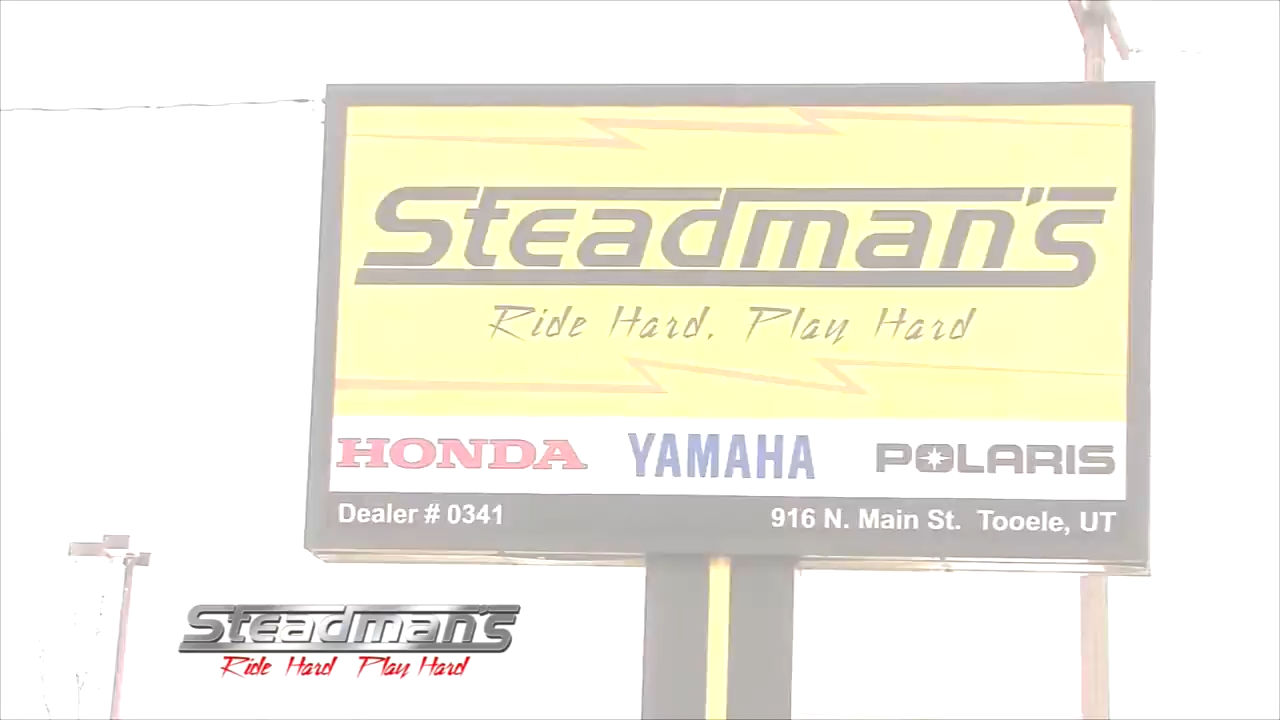 Steadman's
Ride Hard. Play Hard
HONDA YAMAHA POLARIS
Dealer # 0341 916 N. Main St. Tooele, UT
Steadman's
Ride Hard Play Hard